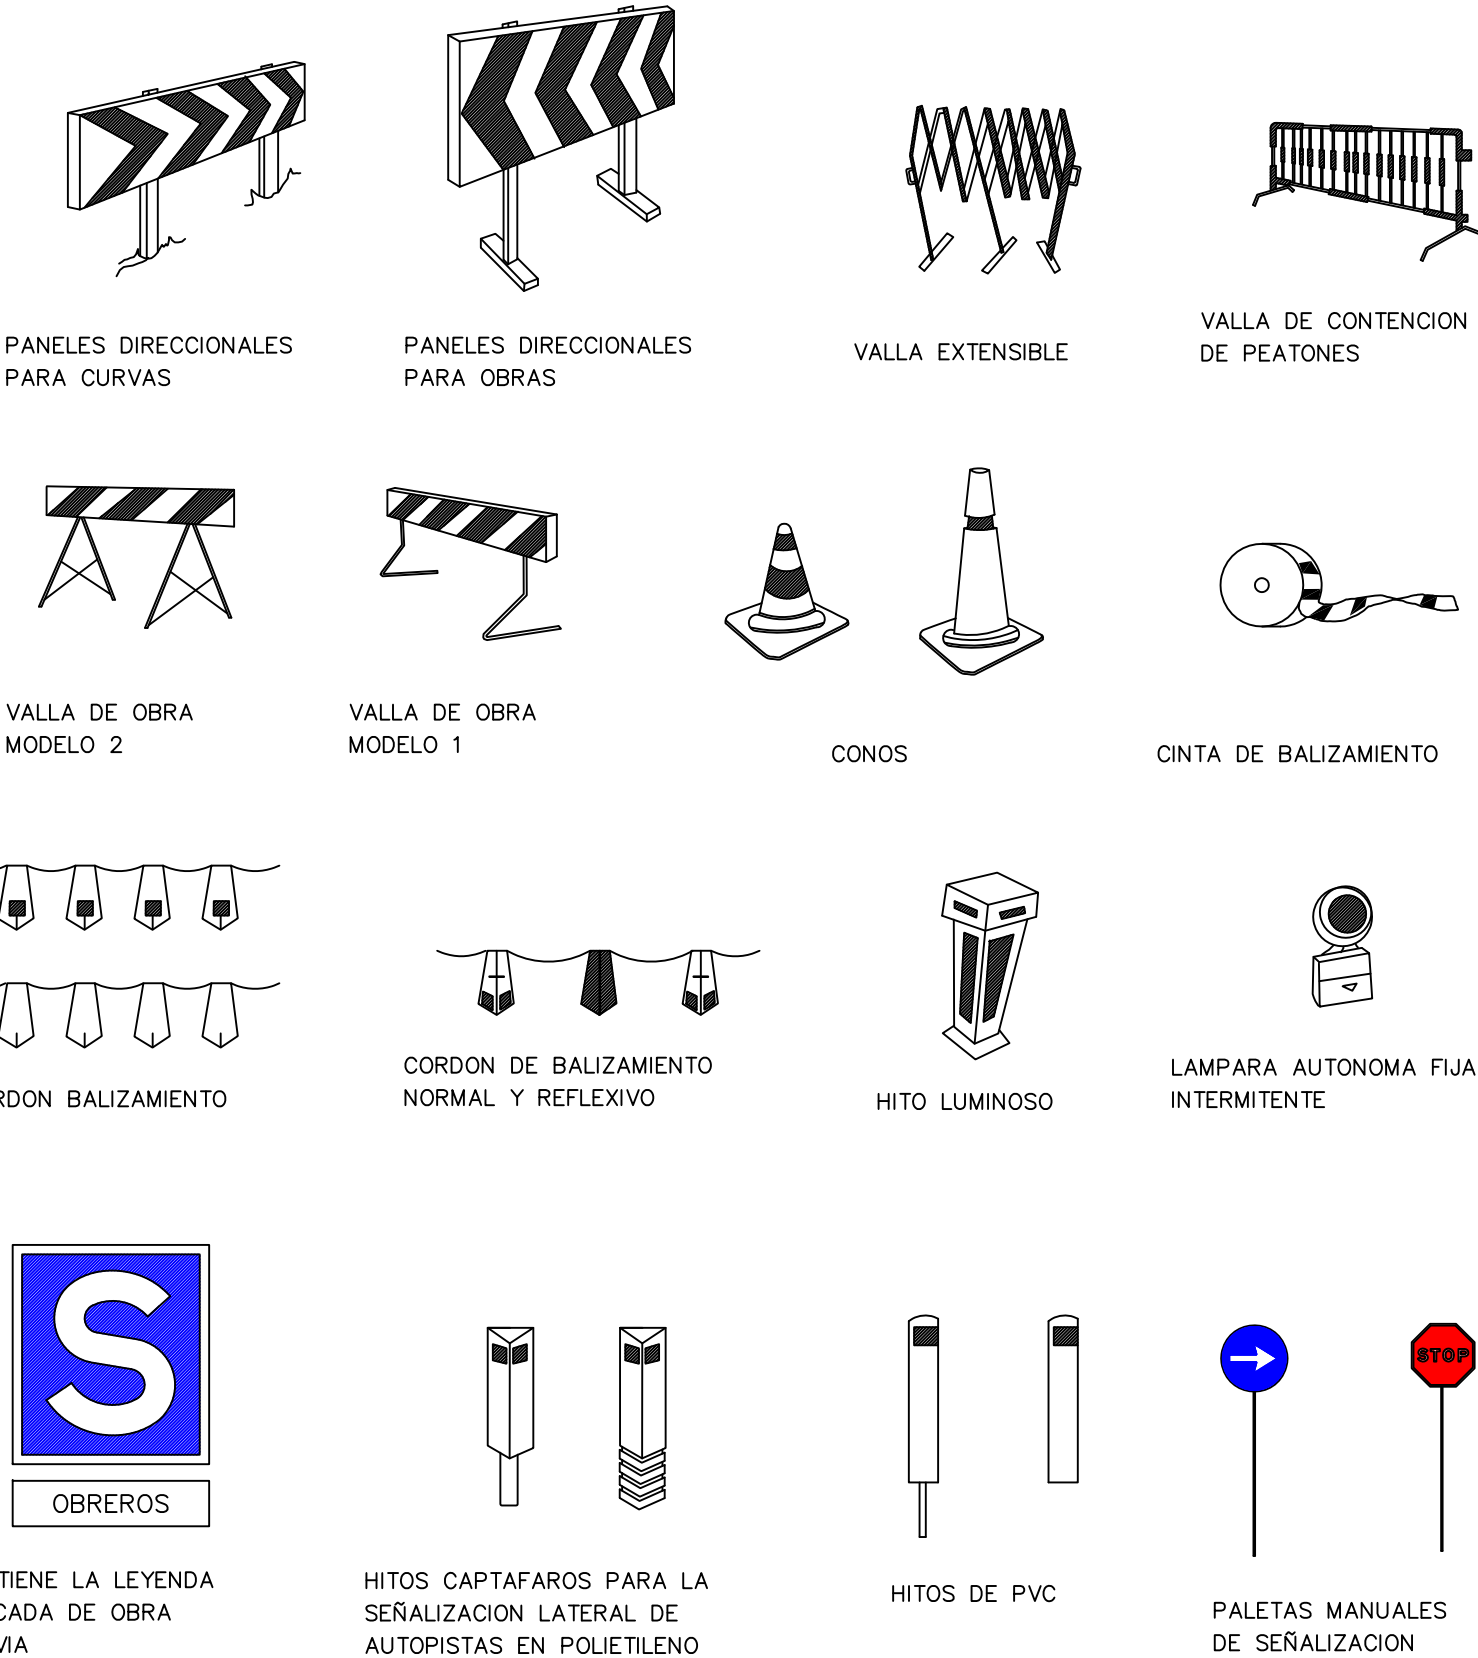 PANELES DIRECCIONALES
PARA CURVAS
PANELES DIRECCIONALES
PARA OBRAS
VALLA EXTENSIBLE
VALLA DE CONTENCION
DE PEATONES
VALLA DE OBRA
MODELO 2
VALLA DE OBRA
MODELO 1
CONOS
CINTA DE BALIZAMIENTO
RDON BALIZAMIENTO
CORDON DE BALIZAMIENTO
NORMAL Y REFLEXIVO
HITO LUMINOSO
LAMPARA AUTONOMA FIJA
INTERMITENTE
S
OBREROS
TIENE LA LEYENDA
CADA DE OBRA
VIA
HITOS CAPTAFAROS PARA LA
SEÑALIZACION LATERAL DE
AUTOPISTAS EN POLIETILENO
HITOS DE PVC
STOP
PALETAS MANUALES
DE SEÑALIZACION